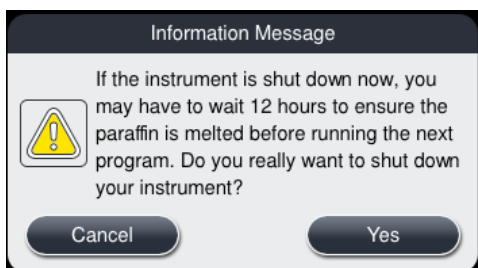 Information Message
If the instrument is shut down now, you
may have to wait 12 hours to ensure the
paraffin is melted before running the next
program. Do you really want to shut down
your instrument?
Cancel
Yes